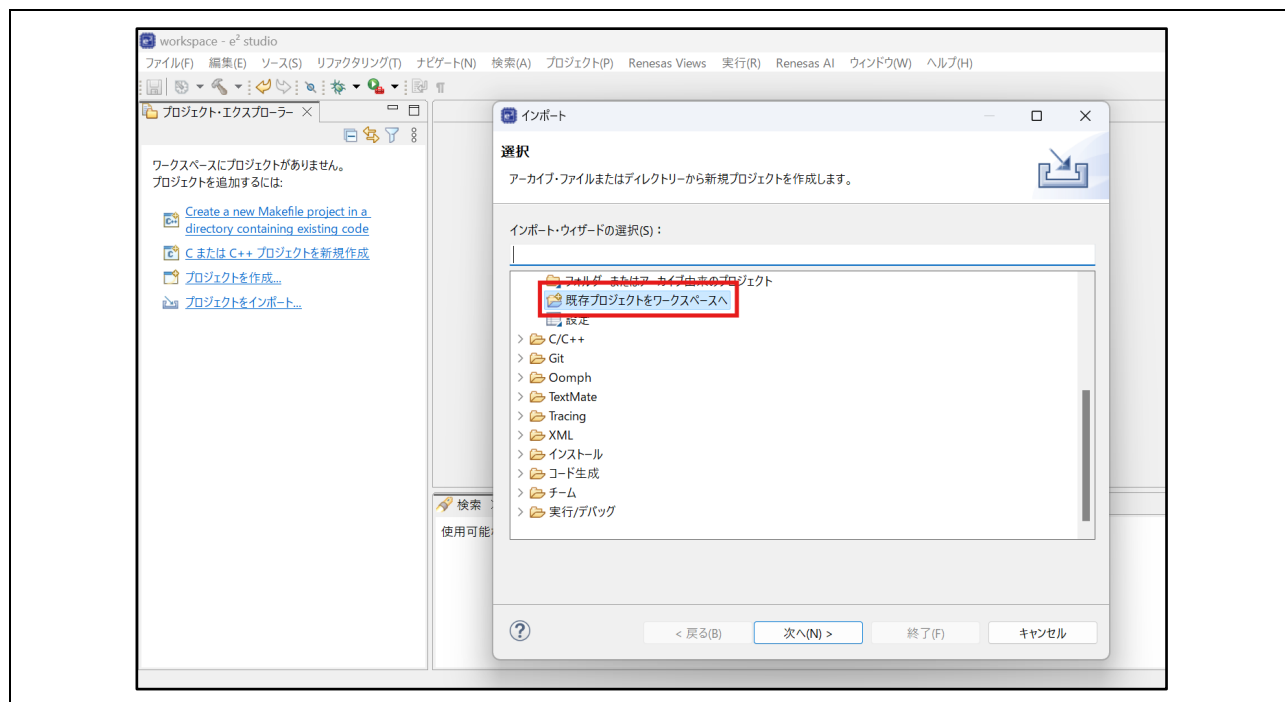 workspace - e² studio
ファイル(F) 編集(E) ソース(S) リファクタリング(T) ナビゲート(N) 検索(A) プロジェクト(P) Renesas Views 実行(R) Renesas AI ウィンドウ(W) ヘルプ(H)
プロジェクト・エクスプローラー
ワークスペースにプロジェクトがありません。
プロジェクトを追加するには:
Create a new Makefile project in a
directory containing existing code
C または C++ プロジェクトを新規作成
プロジェクトを作成...
プロジェクトをインポート...
検索
使用可能
インポート
選択
アーカイブ・ファイルまたはディレクトリーから新規プロジェクトを作成します。
インポート・ウィザードの選択(S):
フォルダーまたはアーカイブ由来のプロジェクト
既存プロジェクトをワークスペースへ
設定
C/C++
Git
Oomph
TextMate
Tracing
XML
インストール
コード生成
チーム
実行/デバッグ
< 戻る(B) 次へ(N) > 終了(F) キャンセル